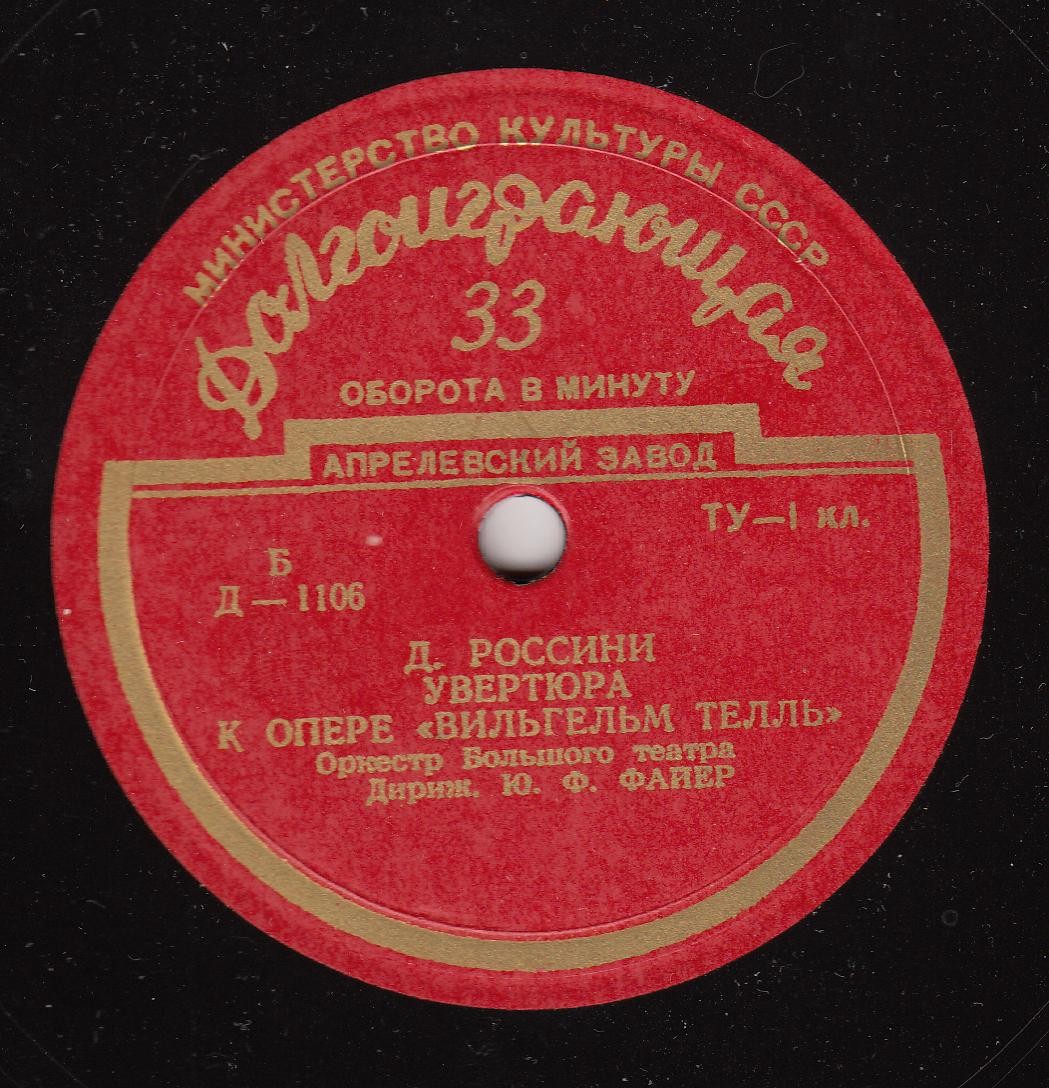 МИНИСТЕРСТВО КУЛЬТУРЫ СССР
Долгоиграющая
33
ОБОРОТА В МИНУТУ
АПРЕЛЕВСКИЙ ЗАВОД
ТУ—I кл.
Б
Д — 1106
Д. РОССИНИ
УВЕРТЮРА
К ОПЕРЕ «ВИЛЬГЕЛЬМ ТЕЛЛЬ»
Оркестр Большого театра
Дириж. Ю. Ф. ФАЙЕР